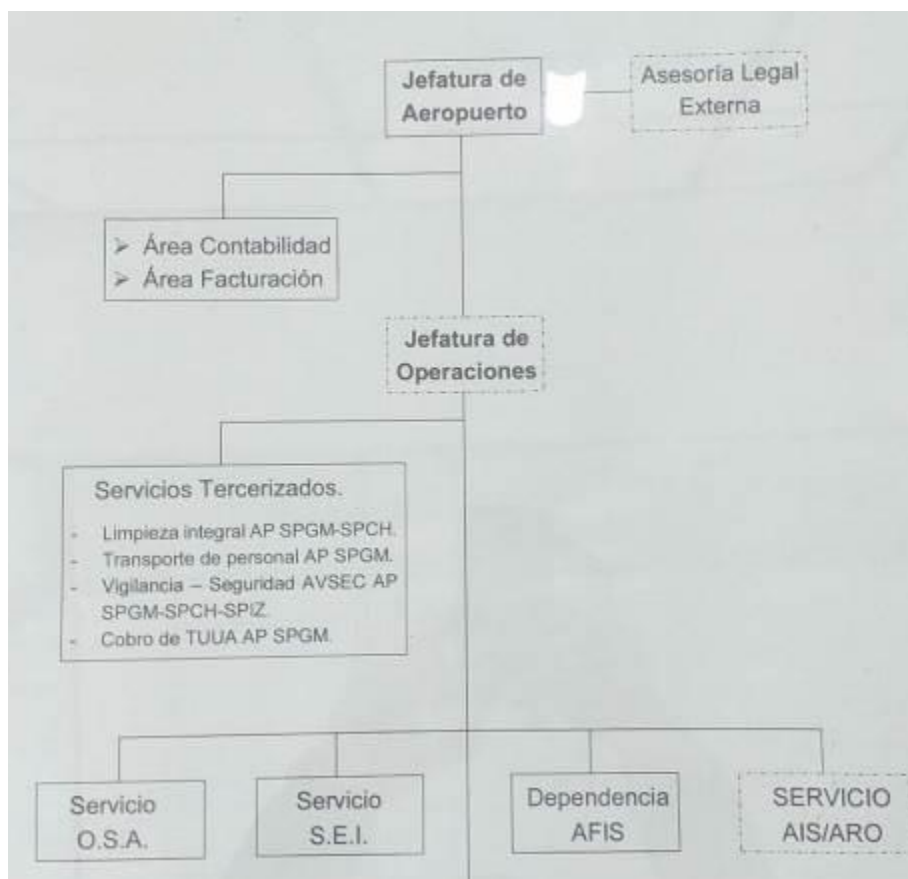 Jefatura de
Aeropuerto
Asesoría Legal
Externa
➢ Área Contabilidad
➢ Área Facturación
Jefatura de
Operaciones
Servicios Tercerizados.
- Limpieza integral AP SPGM-SPCH.
- Transporte de personal AP SPGM.
- Vigilancia – Seguridad AVSEC AP
SPGM-SPCH-SPIZ.
- Cobro de TUUA AP SPGM.
Servicio
O.S.A.
Servicio
S.E.I.
Dependencia
AFIS
SERVICIO
AIS/ARO